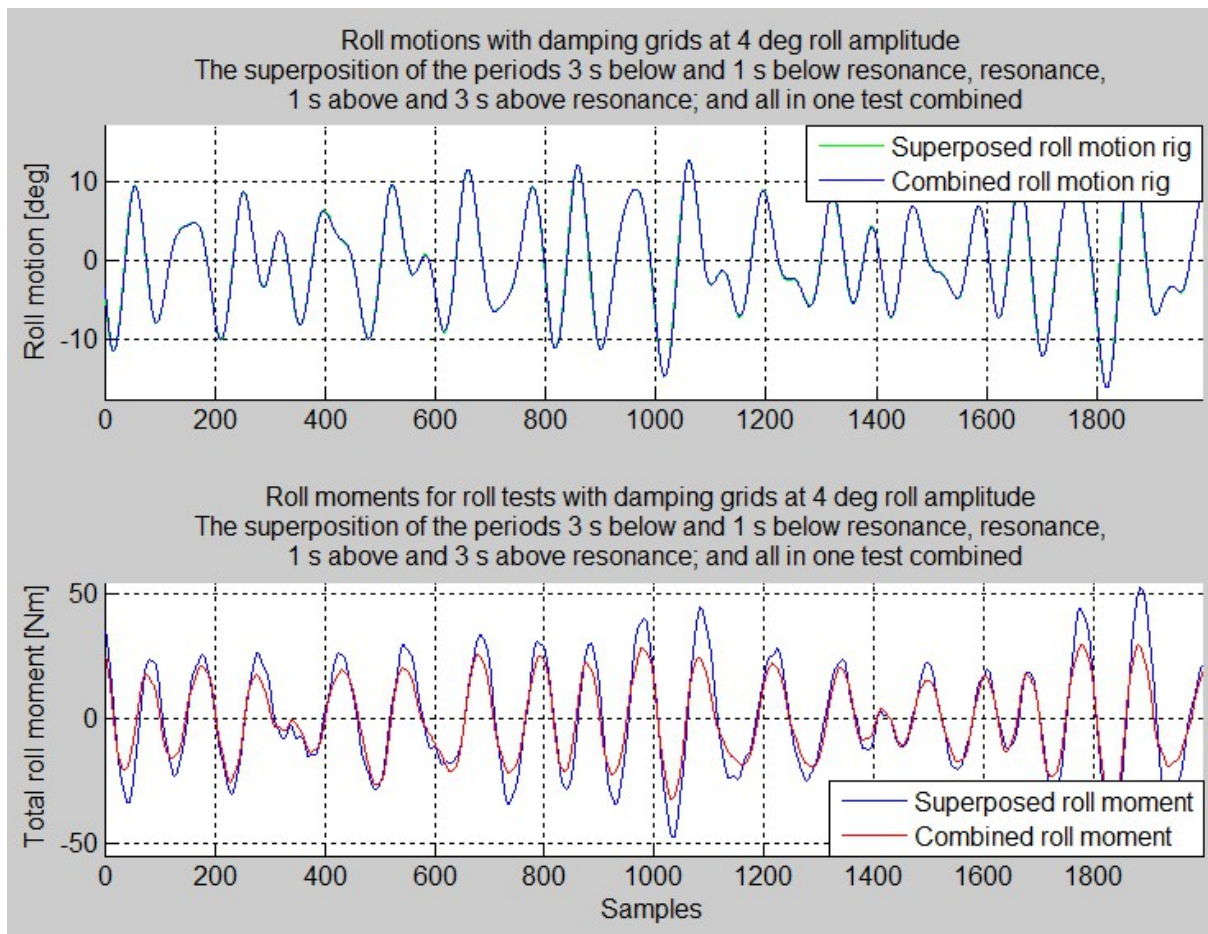 Roll motions with damping grids at 4 deg roll amplitude
The superposition of the periods 3 s below and 1 s below resonance, resonance,
1 s above and 3 s above resonance; and all in one test combined
Roll motion [deg]
10
0
-10
Superposed roll motion rig
Combined roll motion rig
0 200 400 600 800 1000 1200 1400 1600 1800
Roll moments for roll tests with damping grids at 4 deg roll amplitude
The superposition of the periods 3 s below and 1 s below resonance, resonance,
1 s above and 3 s above resonance; and all in one test combined
Total roll moment [Nm]
50
0
-50
Superposed roll moment
Combined roll moment
0 200 400 600 800 1000 1200 1400 1600 1800
Samples